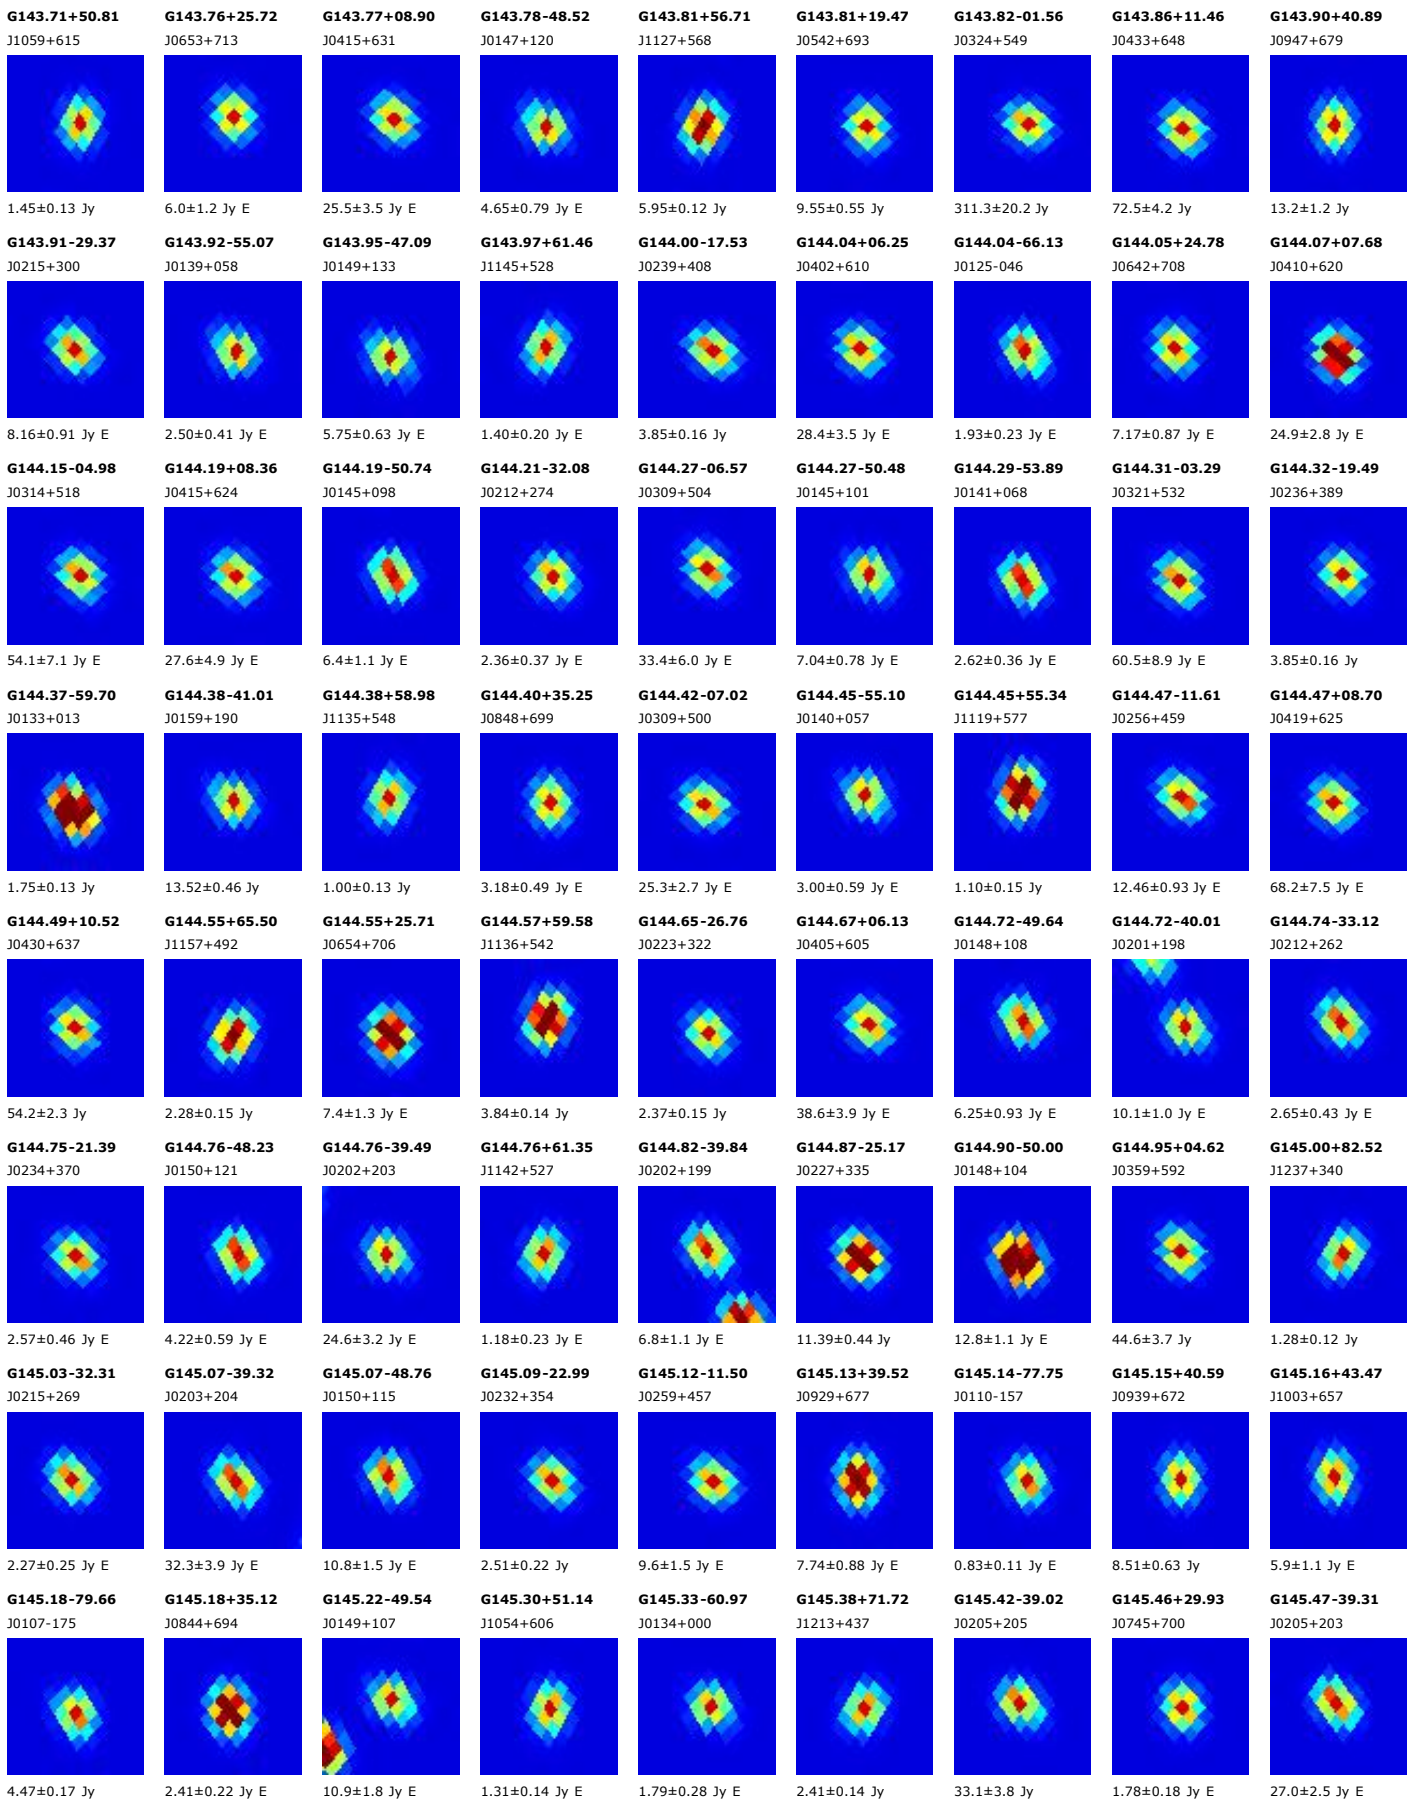 G143.71+50.81 G143.76+25.72 G143.77+08.90 G143.78-48.52 G143.81+56.71 G143.81+19.47 G143.82-01.56 G143.86+11.46 G143.90+40.89
J1059+615 J0653+713 J0415+631 J0147+120 J1127+568 J0542+693 J0324+549 J0433+648 J0947+679
1.45±0.13 Jy 6.0±1.2 Jy E 25.5±3.5 Jy E 4.65±0.79 Jy E 5.95±0.12 Jy 9.55±0.55 Jy 311.3±20.2 Jy 72.5±4.2 Jy 13.2±1.2 Jy
G143.91-29.37 G143.92-55.07 G143.95-47.09 G143.97+61.46 G144.00-17.53 G144.04+06.25 G144.04-66.13 G144.05+24.78 G144.07+07.68
J0215+300 J0139+058 J0149+133 J1145+528 J0239+408 J0402+610 J0125-046 J0642+708 J0410+620
8.16±0.91 Jy E 2.50±0.41 Jy E 5.75±0.63 Jy E 1.40±0.20 Jy E 3.85±0.16 Jy 28.4±3.5 Jy E 1.93±0.23 Jy E 7.17±0.87 Jy E 24.9±2.8 Jy E
G144.15-04.98 G144.19+08.36 G144.19-50.74 G144.21-32.08 G144.27-06.57 G144.27-50.48 G144.29-53.89 G144.31-03.29 G144.32-19.49
J0314+518 J0415+624 J0145+098 J0212+274 J0309+504 J0145+101 J0141+068 J0321+532 J0236+389
54.1±7.1 Jy E 27.6±4.9 Jy E 6.4±1.1 Jy E 2.36±0.37 Jy E 33.4±6.0 Jy E 7.04±0.78 Jy E 2.62±0.36 Jy E 60.5±8.9 Jy E 3.85±0.16 Jy
G144.37-59.70 G144.38-41.01 G144.38+58.98 G144.40+35.25 G144.42-07.02 G144.45-55.10 G144.45+55.34 G144.47-11.61 G144.47+08.70
J0133+013 J0159+190 J1135+548 J0848+699 J0309+500 J0140+057 J1119+577 J0256+459 J0419+625
1.75±0.13 Jy 13.52±0.46 Jy 1.00±0.13 Jy 3.18±0.49 Jy E 25.3±2.7 Jy E 3.00±0.59 Jy E 1.10±0.15 Jy 12.46±0.93 Jy E 68.2±7.5 Jy E
G144.49+10.52 G144.55+65.50 G144.55+25.71 G144.57+59.58 G144.65-26.76 G144.67+06.13 G144.72-49.64 G144.72-40.01 G144.74-33.12
J0430+637 J1157+492 J0654+706 J1136+542 J0223+322 J0405+605 J0148+108 J0201+198 J0212+262
54.2±2.3 Jy 2.28±0.15 Jy 7.4±1.3 Jy E 3.84±0.14 Jy 2.37±0.15 Jy 38.6±3.9 Jy E 6.25±0.93 Jy E 10.1±1.0 Jy E 2.65±0.43 Jy E
G144.75-21.39 G144.76-48.23 G144.76-39.49 G144.76+61.35 G144.82-39.84 G144.87-25.17 G144.90-50.00 G144.95+04.62 G145.00+82.52
J0234+370 J0150+121 J0202+203 J1142+527 J0202+199 J0227+335 J0148+104 J0359+592 J1237+340
2.57±0.46 Jy E 4.22±0.59 Jy E 24.6±3.2 Jy E 1.18±0.23 Jy E 6.8±1.1 Jy E 11.39±0.44 Jy 12.8±1.1 Jy E 44.6±3.7 Jy 1.28±0.12 Jy
G145.03-32.31 G145.07-39.32 G145.07-48.76 G145.09-22.99 G145.12-11.50 G145.13+39.52 G145.14-77.75 G145.15+40.59 G145.16+43.47
J0215+269 J0203+204 J0150+115 J0232+354 J0259+457 J0929+677 J0110-157 J0939+672 J1003+657
2.27±0.25 Jy E 32.3±3.9 Jy E 10.8±1.5 Jy E 2.51±0.22 Jy 9.6±1.5 Jy E 7.74±0.88 Jy E 0.83±0.11 Jy E 8.51±0.63 Jy 5.9±1.1 Jy E
G145.18-79.66 G145.18+35.12 G145.22-49.54 G145.30+51.14 G145.33-60.97 G145.38+71.72 G145.42-39.02 G145.46+29.93 G145.47-39.31
J0107-175 J0844+694 J0149+107 J1054+606 J0134+000 J1213+437 J0205+205 J0745+700 J0205+203
4.47±0.17 Jy 2.41±0.22 Jy E 10.9±1.8 Jy E 1.31±0.14 Jy E 1.79±0.28 Jy E 2.41±0.14 Jy 33.1±3.8 Jy 1.78±0.18 Jy E 27.0±2.5 Jy E